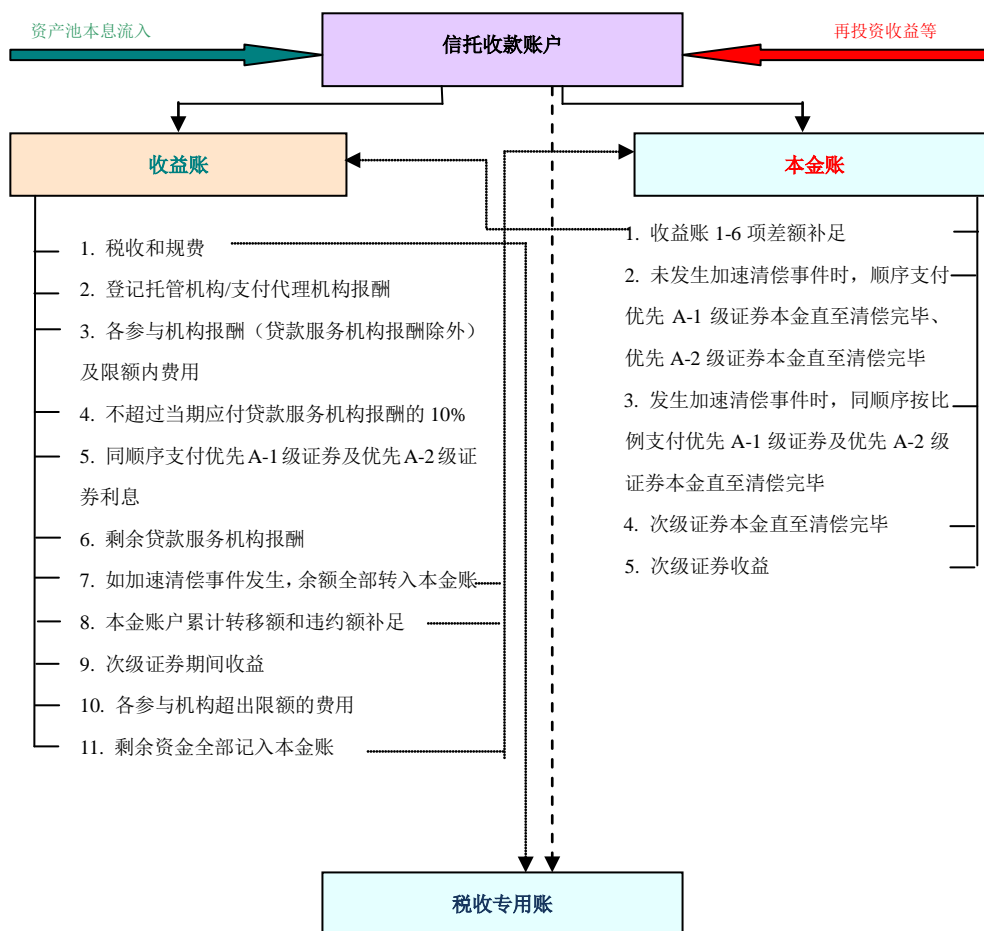 资产池本息流入
信托收款账户
再投资收益等
收益账
本金账
1. 税收和规费
2. 登记托管机构/支付代理机构报酬
3. 各参与机构报酬（贷款服务机构报酬除外）
及限额内费用
4. 不超过当期应付贷款服务机构报酬的 10%
5. 同顺序支付优先 A-1 级证券及优先 A-2 级证
券利息
6. 剩余贷款服务机构报酬
7. 如加速清偿事件发生，余额全部转入本金账
8. 本金账户累计转移额和违约额补足
9. 次级证券期间收益
10. 各参与机构超出限额的费用
11. 剩余资金全部记入本金账
1. 收益账 1-6 项差额补足
2. 未发生加速清偿事件时，顺序支付
优先 A-1 级证券本金直至清偿完毕、
优先 A-2 级证券本金直至清偿完毕
3. 发生加速清偿事件时，同顺序按比
例支付优先 A-1 级证券及优先 A-2 级
证券本金直至清偿完毕
4. 次级证券本金直至清偿完毕
5. 次级证券收益
税收专用账